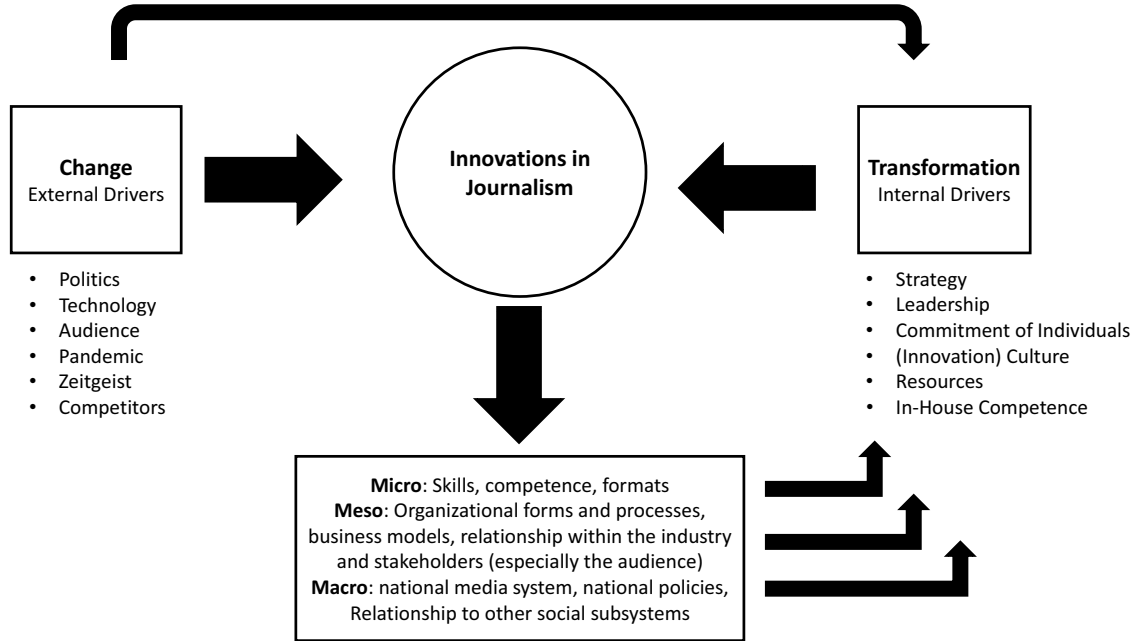 Change
External Drivers
• Politics
• Technology
• Audience
• Pandemic
• Zeitgeist
• Competitors
Innovations in
Journalism
Transformation
Internal Drivers
• Strategy
• Leadership
• Commitment of Individuals
• (Innovation) Culture
• Resources
• In-House Competence
Micro: Skills, competence, formats
Meso: Organizational forms and processes,
business models, relationship within the industry
and stakeholders (especially the audience)
Macro: national media system, national policies,
Relationship to other social subsystems